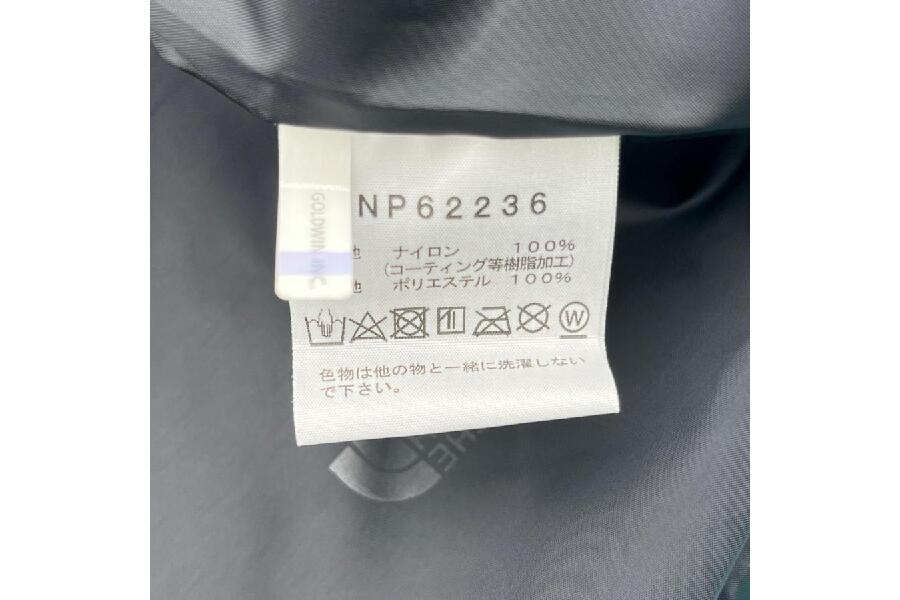 NP62236
GOLDWIN INC
地 ナイロン 100%
(コーティング等樹脂加工)
地 ポリエステル 100%
W
色物は他の物と一緒に洗濯しない
で下さい。
THE